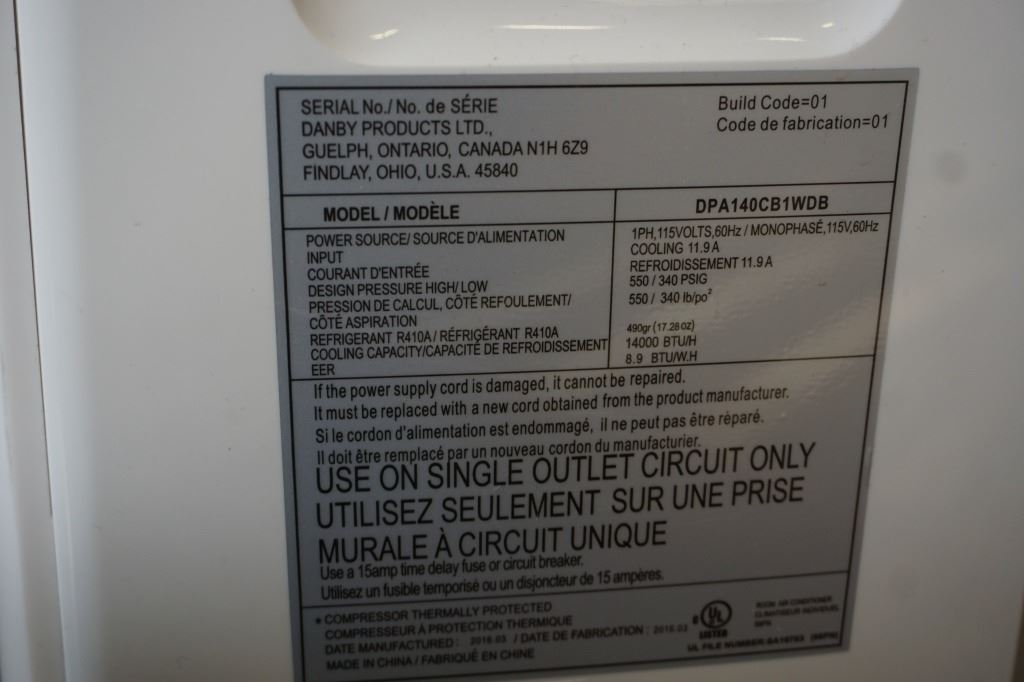 SERIAL No./ No. de SÉRIE
DANBY PRODUCTS LTD.,
GUELPH, ONTARIO, CANADA N1H 6Z9
FINDLAY, OHIO, U.S.A. 45840
Build Code=01
Code de fabrication=01
MODEL / MODÈLE
DPA140CB1WDB
POWER SOURCE/ SOURCE D'ALIMENTATION
1PH,115VOLTS,60Hz / MONOPHASÉ,115V,60Hz
INPUT
COOLING 11.9 A
COURANT D'ENTRÉE
REFROIDISSEMENT 11.9 A
DESIGN PRESSURE HIGH/ LOW
550 / 340 PSIG
PRESSION DE CALCUL, CÔTÉ REFOULEMENT/
550 / 340 lb/po²
CÔTÉ ASPIRATION
REFRIGERANT R410A / RÉFRIGÉRANT R410A
490gr (17.28 oz)
COOLING CAPACITY/CAPACITÉ DE REFROIDISSEMENT
14000 BTU/H
EER
8.9 BTU/W.H
If the power supply cord is damaged, it cannot be repaired.
It must be replaced with a new cord obtained from the product manufacturer.
Si le cordon d'alimentation est endommagé, il ne peut pas être réparé.
Il doit être remplacé par un nouveau cordon du manufacturier.
USE ON SINGLE OUTLET CIRCUIT ONLY
UTILISEZ SEULEMENT SUR UNE PRISE
MURALE À CIRCUIT UNIQUE
Use a 15amp time delay fuse or circuit breaker.
Utilisez un fusible temporisé ou un disjoncteur de 15 ampères.
* COMPRESSOR THERMALLY PROTECTED
COMPRESSEUR À PROTECTION THERMIQUE
DATE MANUFACTURED : 2016.03 / DATE DE FABRICATION : 2016.03
MADE IN CHINA / FABRIQUÉ EN CHINE
c UL
LISTED
ROOM AIR CONDITIONER
CLIMATISEUR INDIVIDUEL
UL FILE NUMBER: